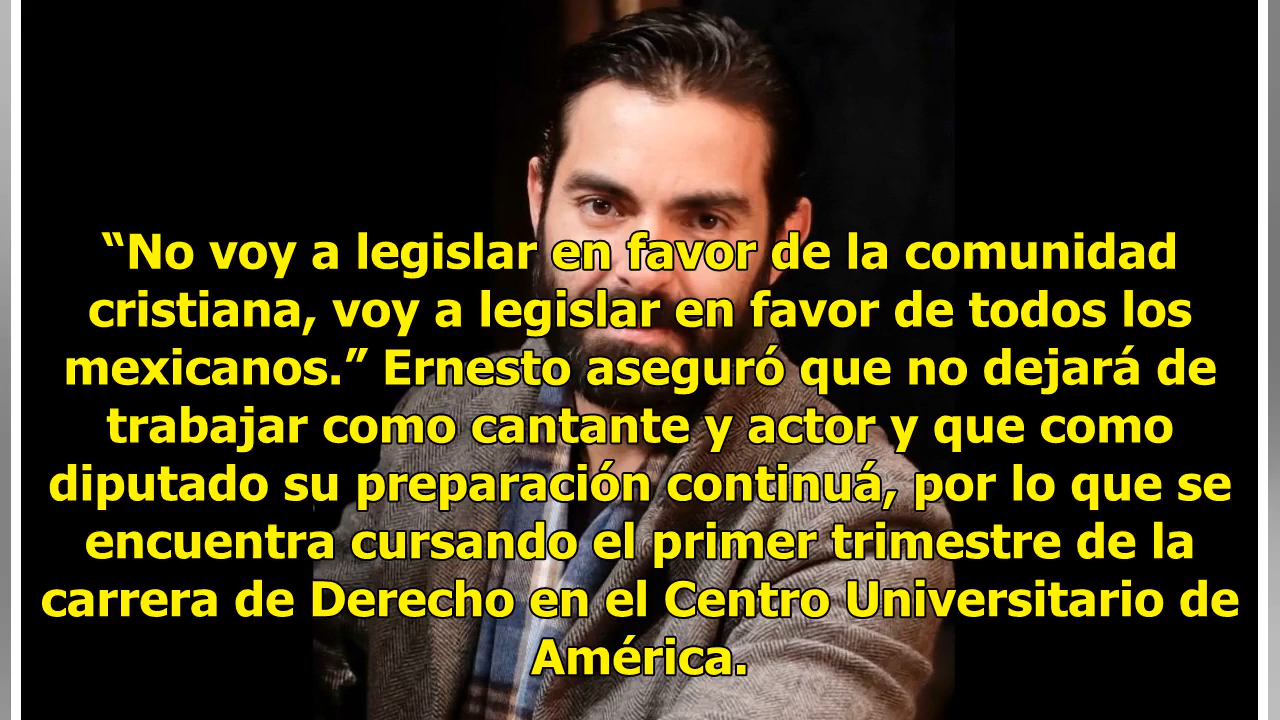 “No voy a legislar en favor de la comunidad
cristiana, voy a legislar en favor de todos los
mexicanos.” Ernesto aseguró que no dejará de
trabajar como cantante y actor y que como
diputado su preparación continuá, por lo que se
encuentra cursando el primer trimestre de la
carrera de Derecho en el Centro Universitario de
América.